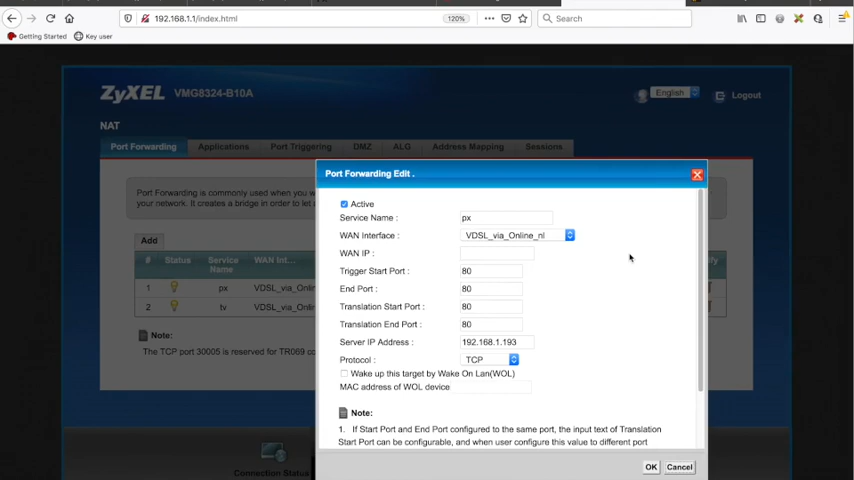 192.168.1.1/index.html
120%
Search
Getting Started
Key user
ZyXEL VMG8324-B10A
English
Logout
NAT
Port Forwarding
Applications
Port Triggering
DMZ
ALG
Address Mapping
Sessions
Port Forwarding is commonly used when you w
your network. It creates a bridge in order to let
Add
# Status Service Name WAN Int...
1 px VDSL_via_Onli
2 tv VDSL_via_Onli
Note:
The TCP port 30005 is reserved for TR069 co
Port Forwarding Edit .
Active
Service Name : px
WAN Interface : VDSL_via_Online_nl
WAN IP :
Trigger Start Port : 80
End Port : 80
Translation Start Port : 80
Translation End Port : 80
Server IP Address : 192.168.1.193
Protocol : TCP
Wake up this target by Wake On Lan(WOL)
MAC address of WOL device
Note:
1. If Start Port and End Port configured to the same port, the input text of Translation
Start Port can be configurable, and when user configure this value to different port
OK
Cancel
Connection Status